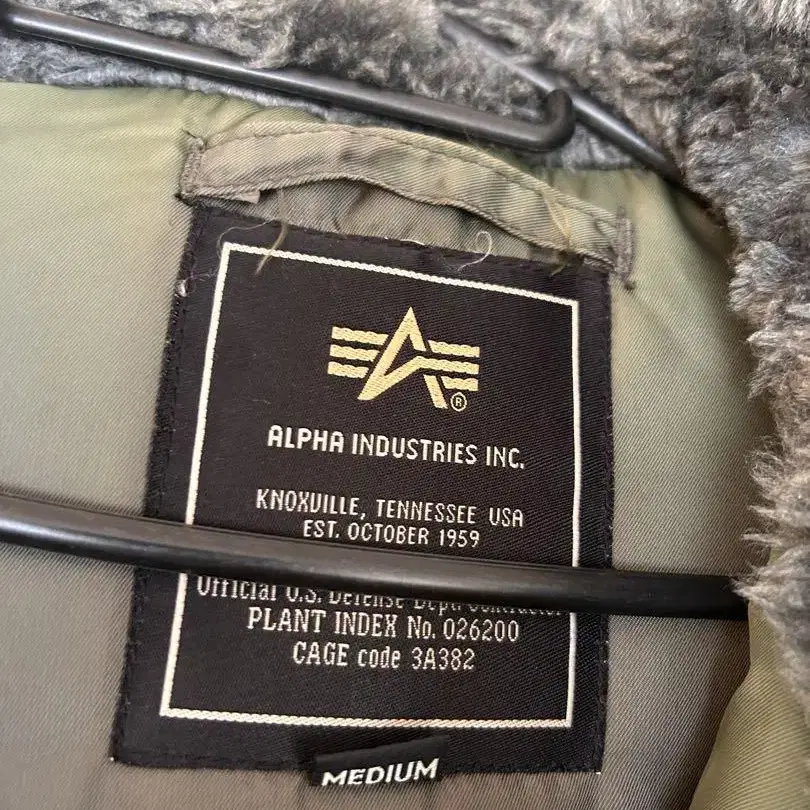 ®
ALPHA INDUSTRIES INC.
KNOXVILLE, TENNESSEE USA
EST. OCTOBER 1959
Official U.S. Defense Dept. Contractor
PLANT INDEX No. 026200
CAGE code 3A382
MEDIUM